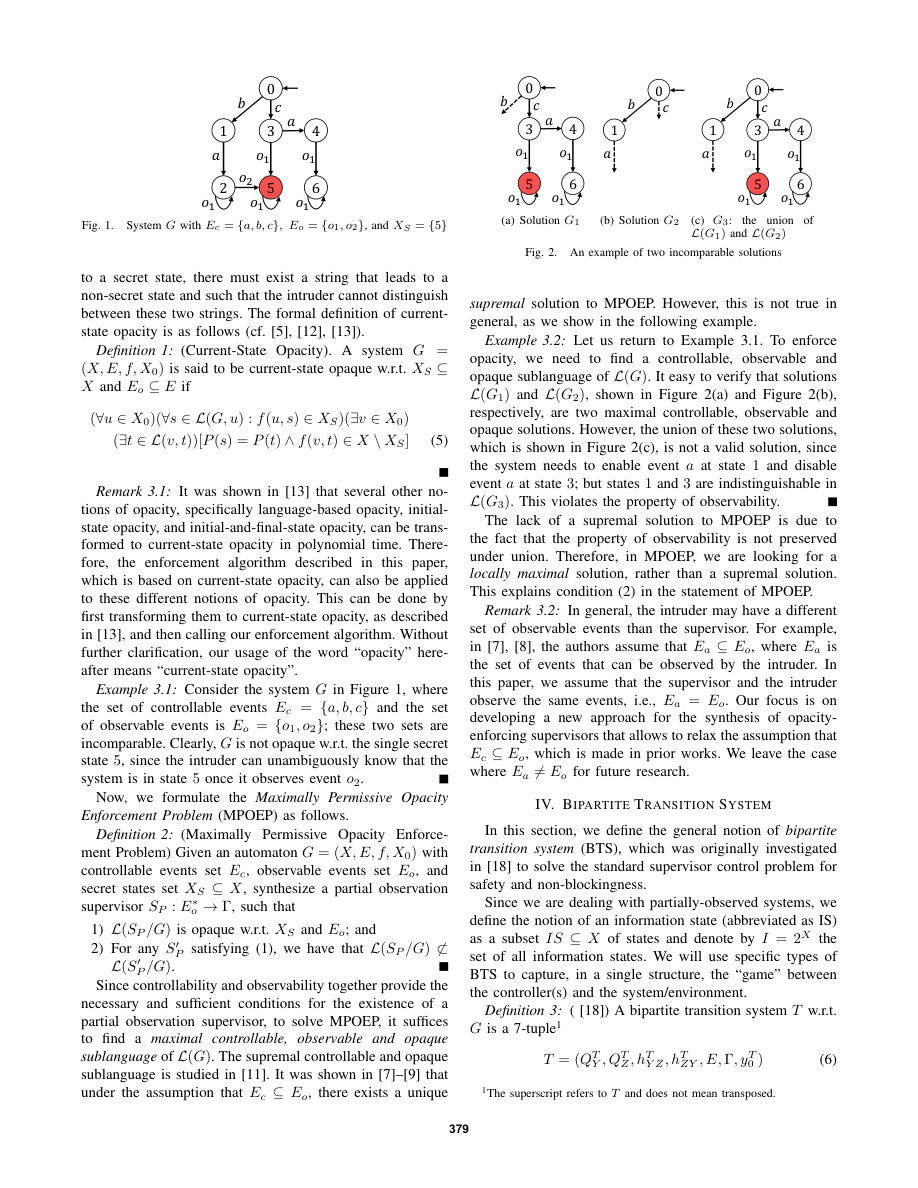 0
b
c
1
3
a
4
a
o₁
o₁
2
o₂
5
6
o₁
o₁
o₁
Fig. 1. System G with E_c = {a, b, c}, E_o = {o₁, o₂}, and X_S = {5}
0
b
c
3
a
4
o₁
o₁
5
6
o₁
o₁
0
b
c
1
a
0
b
c
1
3
a
4
a
o₁
o₁
5
6
o₁
o₁
(a) Solution G₁
(b) Solution G₂
(c) G₃: the union of
L(G₁) and L(G₂)
Fig. 2. An example of two incomparable solutions
to a secret state, there must exist a string that leads to a
non-secret state and such that the intruder cannot distinguish
between these two strings. The formal definition of current-
state opacity is as follows (cf. [5], [12], [13]).
Definition 1: (Current-State Opacity). A system G =
(X, E, f, X₀) is said to be current-state opaque w.r.t. X_S ⊆
X and E_o ⊆ E if
(∀u ∈ X₀)(∀s ∈ L(G, u) : f(u, s) ∈ X_S)(∃v ∈ X₀)
(∃t ∈ L(v, t))[P(s) = P(t) ∧ f(v, t) ∈ X \ X_S] (5)
■
Remark 3.1: It was shown in [13] that several other no-
tions of opacity, specifically language-based opacity, initial-
state opacity, and initial-and-final-state opacity, can be trans-
formed to current-state opacity in polynomial time. There-
fore, the enforcement algorithm described in this paper,
which is based on current-state opacity, can also be applied
to these different notions of opacity. This can be done by
first transforming them to current-state opacity, as described
in [13], and then calling our enforcement algorithm. Without
further clarification, our usage of the word “opacity” here-
after means “current-state opacity”.
Example 3.1: Consider the system G in Figure 1, where
the set of controllable events E_c = {a, b, c} and the set
of observable events is E_o = {o₁, o₂}; these two sets are
incomparable. Clearly, G is not opaque w.r.t. the single secret
state 5, since the intruder can unambiguously know that the
system is in state 5 once it observes event o₂. ■
Now, we formulate the Maximally Permissive Opacity
Enforcement Problem (MPOEP) as follows.
Definition 2: (Maximally Permissive Opacity Enforce-
ment Problem) Given an automaton G = (X, E, f, X₀) with
controllable events set E_c, observable events set E_o, and
secret states set X_S ⊆ X, synthesize a partial observation
supervisor S_P : E_o* → Γ, such that
1) L(S_P/G) is opaque w.r.t. X_S and E_o; and
2) For any S′_P satisfying (1), we have that L(S_P/G) ⊄
L(S′_P/G). ■
Since controllability and observability together provide the
necessary and sufficient conditions for the existence of a
partial observation supervisor, to solve MPOEP, it suffices
to find a maximal controllable, observable and opaque
sublanguage of L(G). The supremal controllable and opaque
sublanguage is studied in [11]. It was shown in [7]–[9] that
under the assumption that E_c ⊆ E_o, there exists a unique
supremal solution to MPOEP. However, this is not true in
general, as we show in the following example.
Example 3.2: Let us return to Example 3.1. To enforce
opacity, we need to find a controllable, observable and
opaque sublanguage of L(G). It easy to verify that solutions
L(G₁) and L(G₂), shown in Figure 2(a) and Figure 2(b),
respectively, are two maximal controllable, observable and
opaque solutions. However, the union of these two solutions,
which is shown in Figure 2(c), is not a valid solution, since
the system needs to enable event a at state 1 and disable
event a at state 3; but states 1 and 3 are indistinguishable in
L(G₃). This violates the property of observability. ■
The lack of a supremal solution to MPOEP is due to
the fact that the property of observability is not preserved
under union. Therefore, in MPOEP, we are looking for a
locally maximal solution, rather than a supremal solution.
This explains condition (2) in the statement of MPOEP.
Remark 3.2: In general, the intruder may have a different
set of observable events than the supervisor. For example,
in [7], [8], the authors assume that E_a ⊆ E_o, where E_a is
the set of events that can be observed by the intruder. In
this paper, we assume that the supervisor and the intruder
observe the same events, i.e., E_a = E_o. Our focus is on
developing a new approach for the synthesis of opacity-
enforcing supervisors that allows to relax the assumption that
E_c ⊆ E_o, which is made in prior works. We leave the case
where E_a ≠ E_o for future research.
IV. BIPARTITE TRANSITION SYSTEM
In this section, we define the general notion of bipartite
transition system (BTS), which was originally investigated
in [18] to solve the standard supervisor control problem for
safety and non-blockingness.
Since we are dealing with partially-observed systems, we
define the notion of an information state (abbreviated as IS)
as a subset IS ⊆ X of states and denote by I = 2^X the
set of all information states. We will use specific types of
BTS to capture, in a single structure, the “game” between
the controller(s) and the system/environment.
Definition 3: ( [18]) A bipartite transition system T w.r.t.
G is a 7-tuple¹
T = (Q_Y^T, Q_Z^T, h_YZ^T, h_ZY^T, E, Γ, y_0^T) (6)
¹The superscript refers to T and does not mean transposed.
379